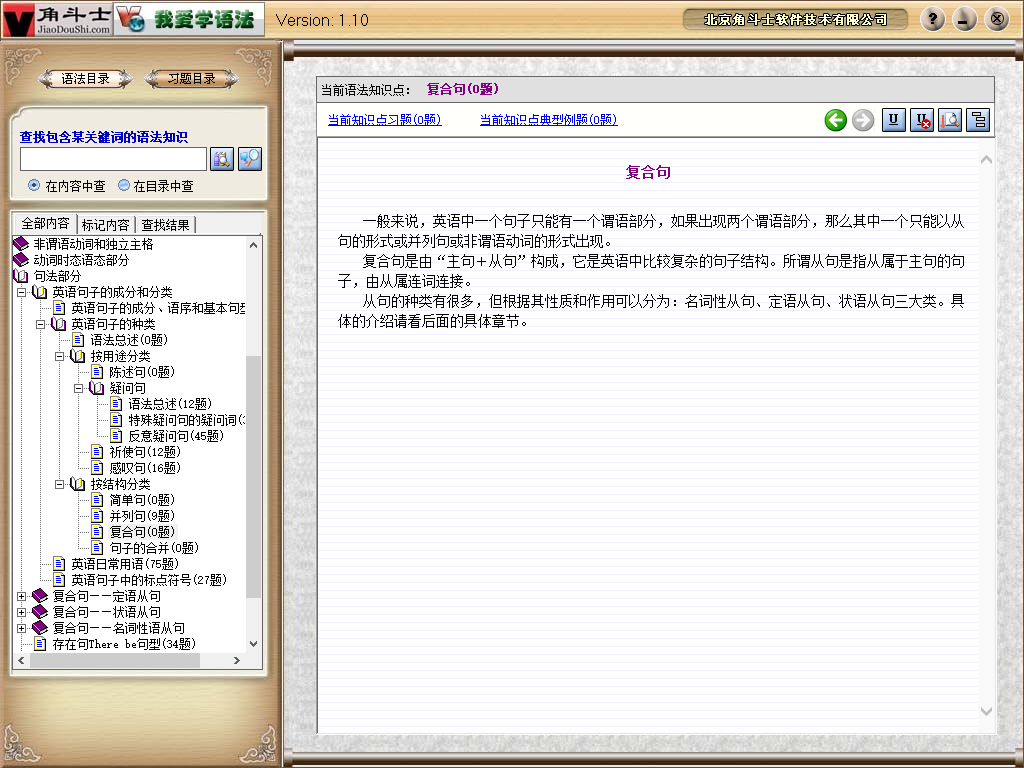 角斗士
JiaoDouShi.com
我爱学语法
Version: 1.10
北京角斗士软件技术有限公司
?
语法目录
习题目录
查找包含某关键词的语法知识
在内容中查
在目录中查
全部内容
标记内容
查找结果
非谓语动词和独立主格
动词时态语态部分
句法部分
英语句子的成分和分类
英语句子的成分、语序和基本句型
英语句子的种类
语法总述(0题)
按用途分类
陈述句(0题)
疑问句
语法总述(12题)
特殊疑问句的疑问词(
反意疑问句(45题)
祈使句(12题)
感叹句(16题)
按结构分类
简单句(0题)
并列句(9题)
复合句(0题)
句子的合并(0题)
英语日常用语(75题)
英语句子中的标点符号(27题)
复合句——定语从句
复合句——状语从句
复合句——名词性语从句
存在句There be句型(34题)
当前语法知识点： 复合句(0题)
当前知识点习题(0题)
当前知识点典型例题(0题)
U
U
复合句
一般来说，英语中一个句子只能有一个谓语部分，如果出现两个谓语部分，那么其中一个只能以从
句的形式或并列句或非谓语动词的形式出现。
复合句是由“主句＋从句”构成，它是英语中比较复杂的句子结构。所谓从句是指从属于主句的句
子，由从属连词连接。
从句的种类有很多，但根据其性质和作用可以分为：名词性从句、定语从句、状语从句三大类。具
体的介绍请看后面的具体章节。